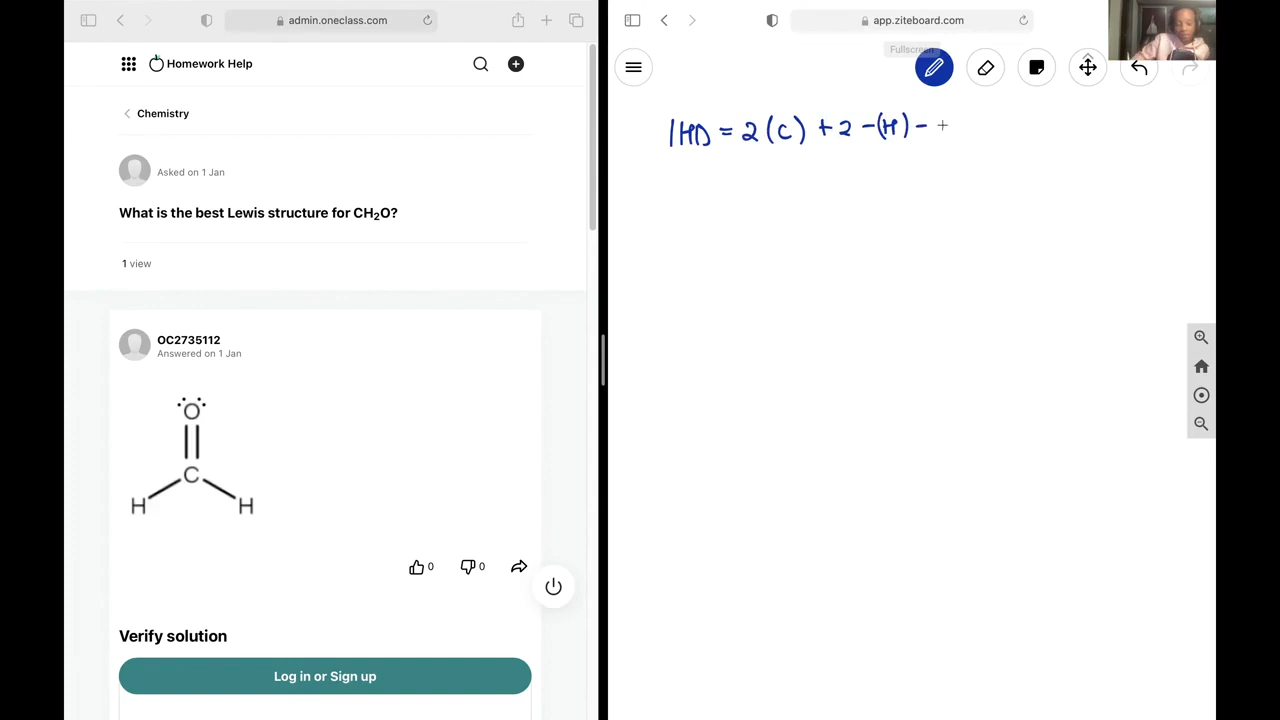 admin.oneclass.com
app.ziteboard.com
Homework Help
Fullscreen
Chemistry
Asked on 1 Jan
What is the best Lewis structure for CH₂O?
1 view
OC2735112
Answered on 1 Jan
O
C
H H
0 0
Verify solution
Log in or Sign up
IHD = 2(C) + 2 -(H) -